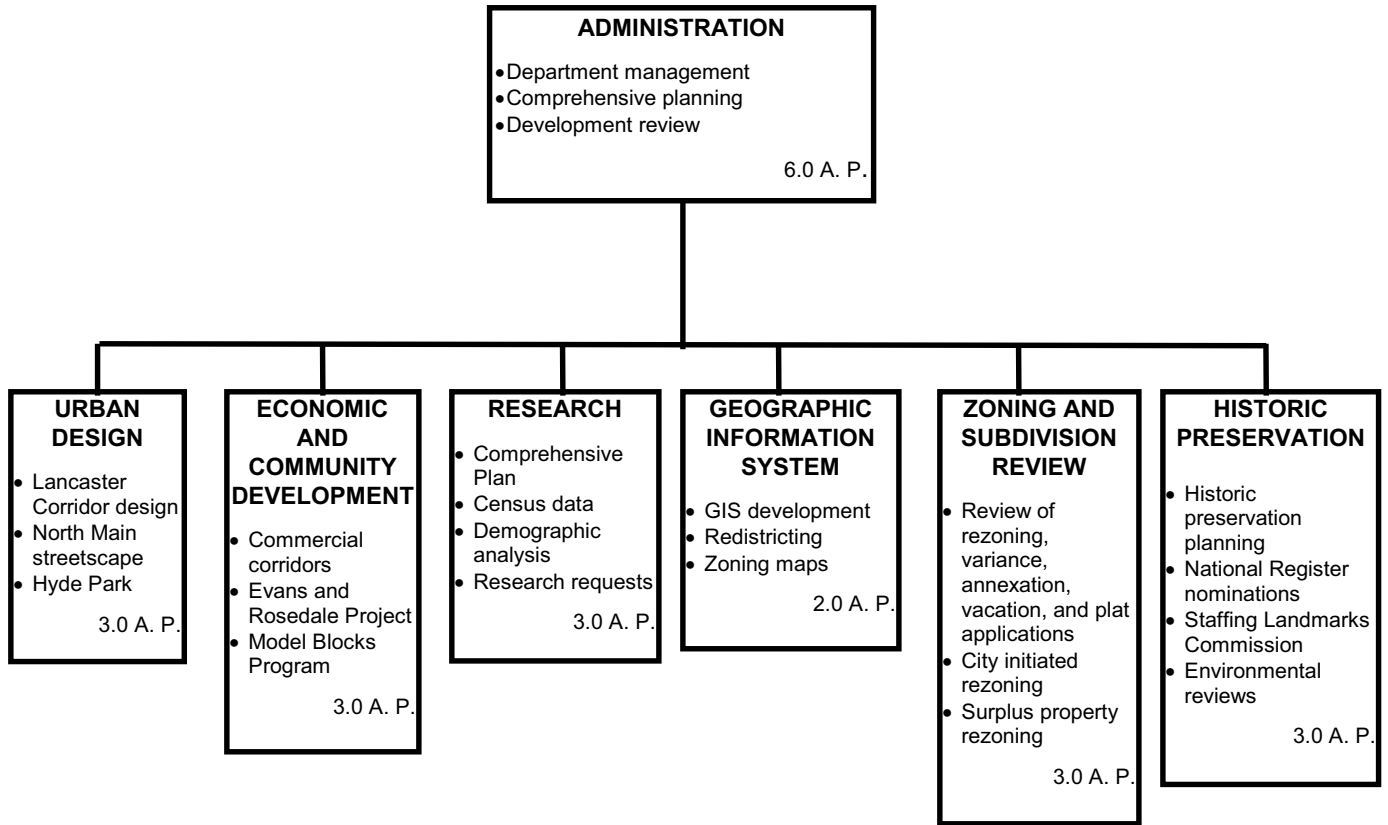 ADMINISTRATION
•Department management
•Comprehensive planning
•Development review
6.0 A. P.
URBAN
DESIGN
• Lancaster
Corridor design
• North Main
streetscape
• Hyde Park
3.0 A. P.
ECONOMIC
AND
COMMUNITY
DEVELOPMENT
• Commercial
corridors
• Evans and
Rosedale Project
• Model Blocks
Program
3.0 A. P.
RESEARCH
• Comprehensive
Plan
• Census data
• Demographic
analysis
• Research requests
3.0 A. P.
GEOGRAPHIC
INFORMATION
SYSTEM
• GIS development
• Redistricting
• Zoning maps
2.0 A. P.
ZONING AND
SUBDIVISION
REVIEW
• Review of
rezoning,
variance,
annexation,
vacation, and plat
applications
• City initiated
rezoning
• Surplus property
rezoning
3.0 A. P.
HISTORIC
PRESERVATION
• Historic
preservation
planning
• National Register
nominations
• Staffing Landmarks
Commission
• Environmental
reviews
3.0 A. P.